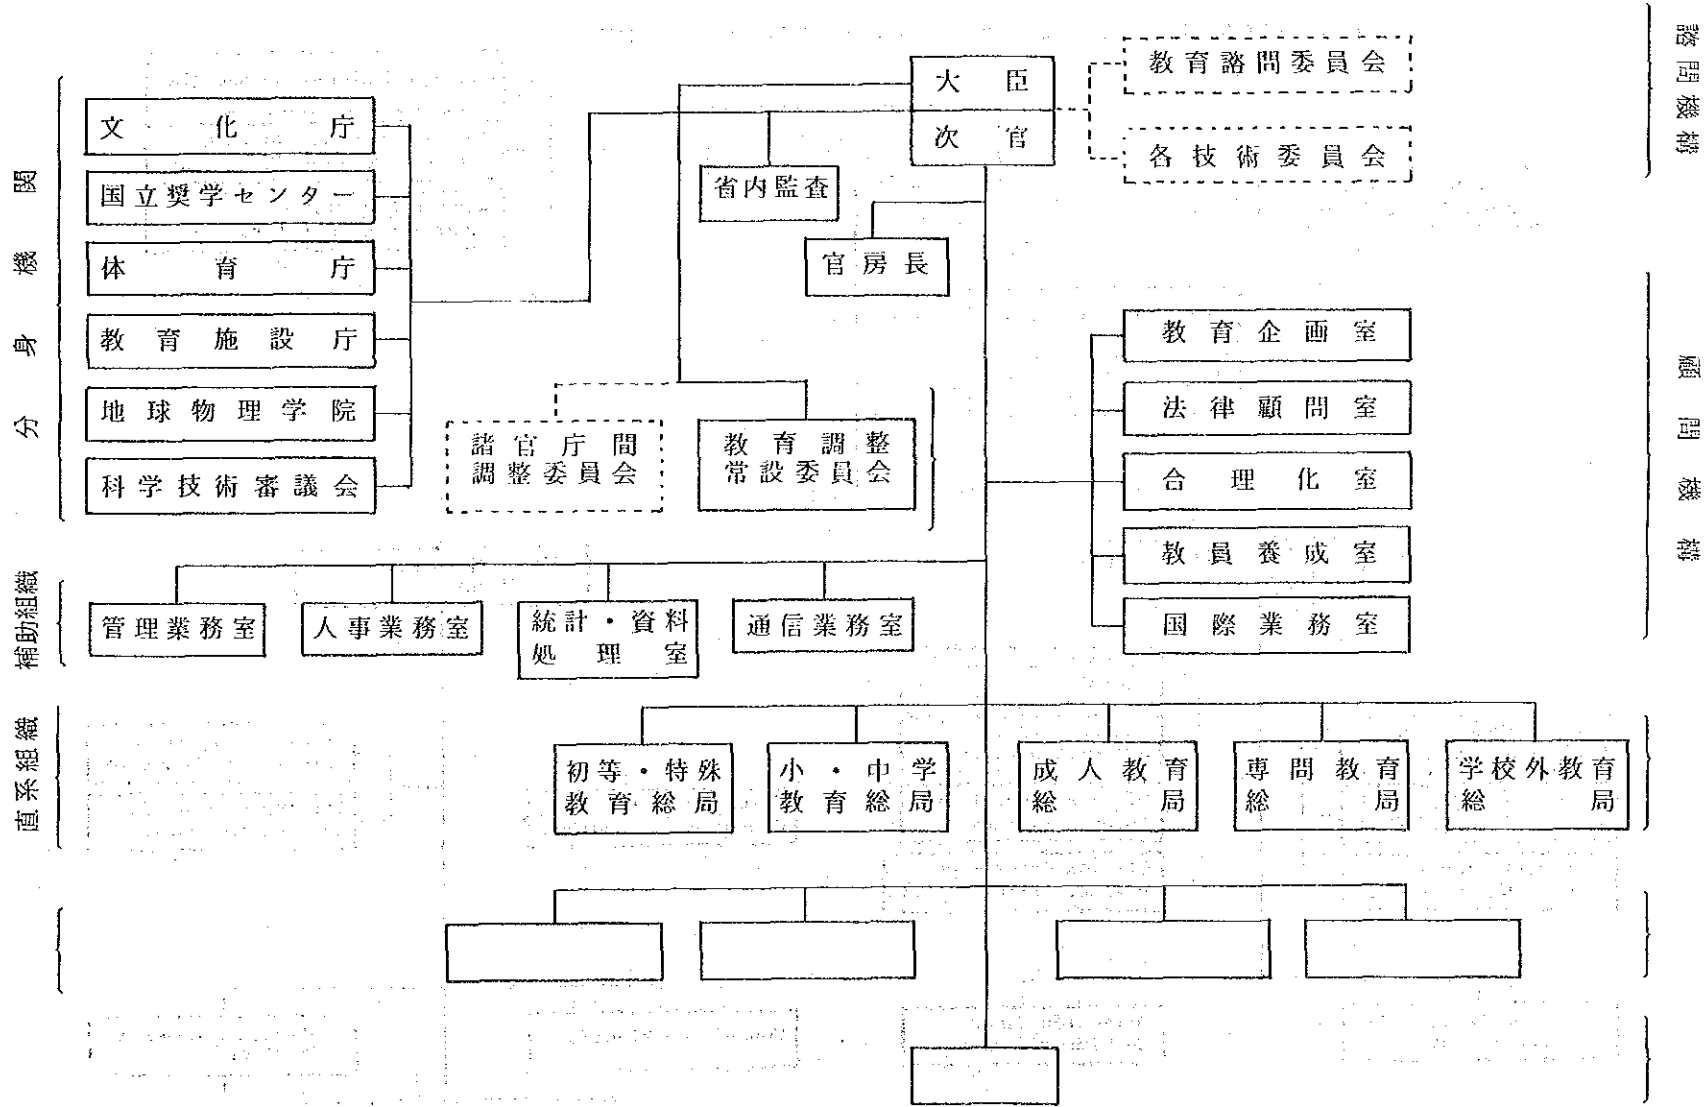 諮問機構
大臣
次官
教育諮問委員会
各技術委員会
省内監査
官房長
分身機関
文化庁
国立奨学センター
体育庁
教育施設庁
地球物理学院
科学技術審議会
諸官庁間
調整委員会
教育調整
常設委員会
顧問機構
教育企画室
法律顧問室
合理化室
教員養成室
国際業務室
補助組織
管理業務室
人事業務室
統計・資料
処理室
通信業務室
直系組織
初等・特殊
教育総局
小・中学
教育総局
成人教育
総局
専問教育
総局
学校外教育
総局